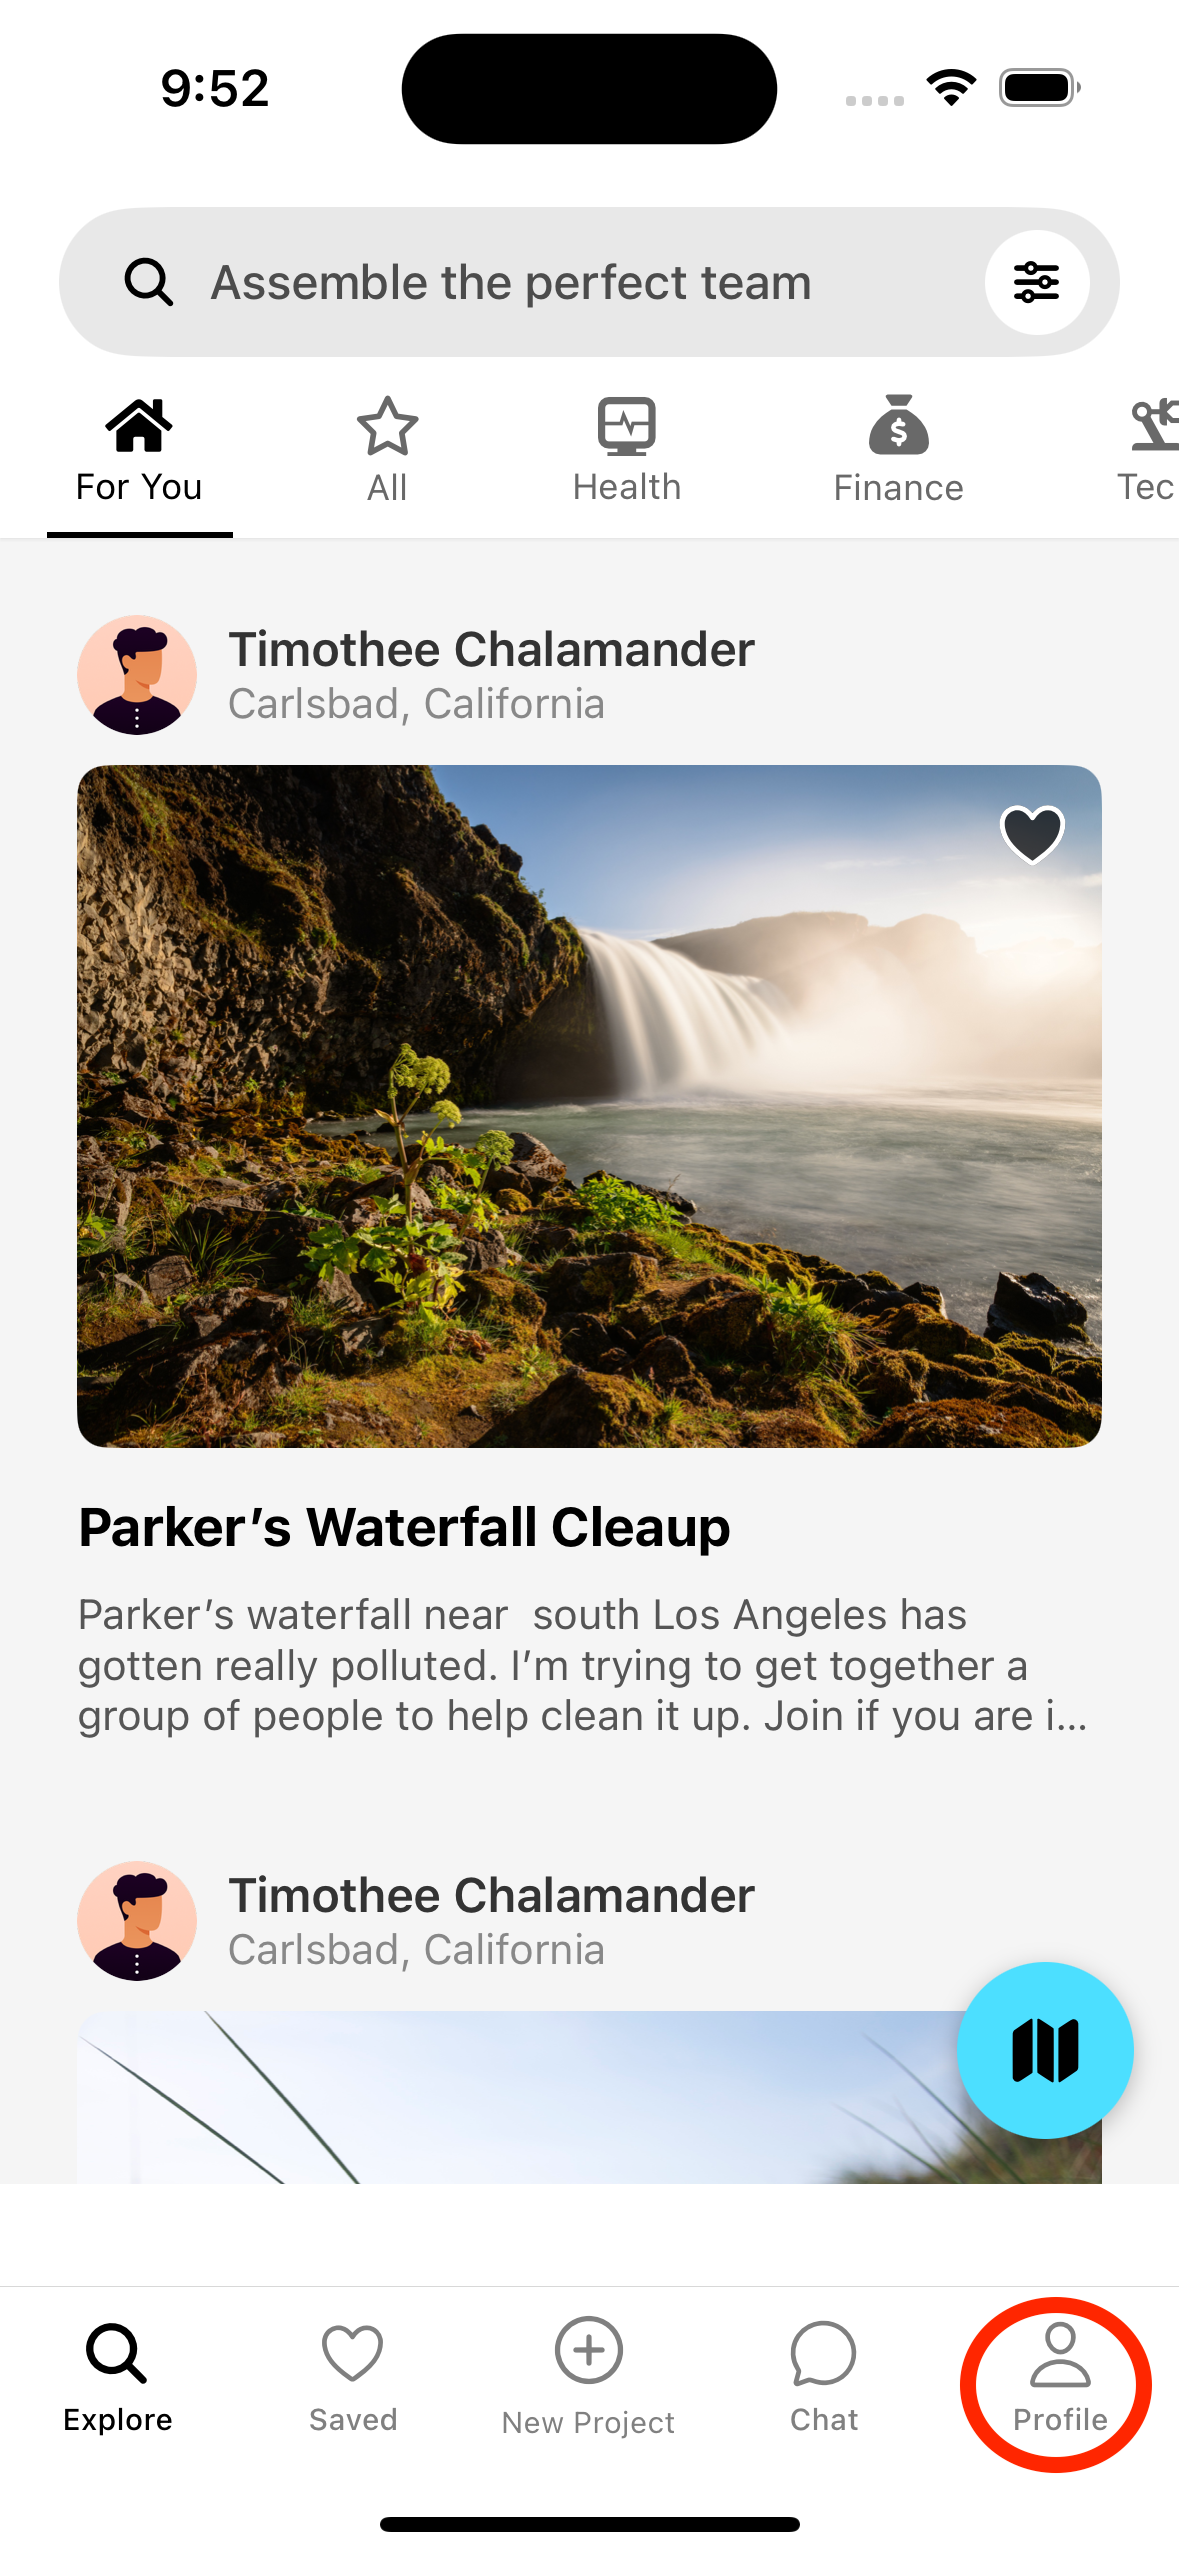 9:52
Assemble the perfect team
For You
All
Health
Finance
Tec
Timothee Chalamander
Carlsbad, California
Parker’s Waterfall Cleaup
Parker’s waterfall near  south Los Angeles has
gotten really polluted. I’m trying to get together a
group of people to help clean it up. Join if you are i...
Timothee Chalamander
Carlsbad, California
Explore
Saved
New Project
Chat
Profile